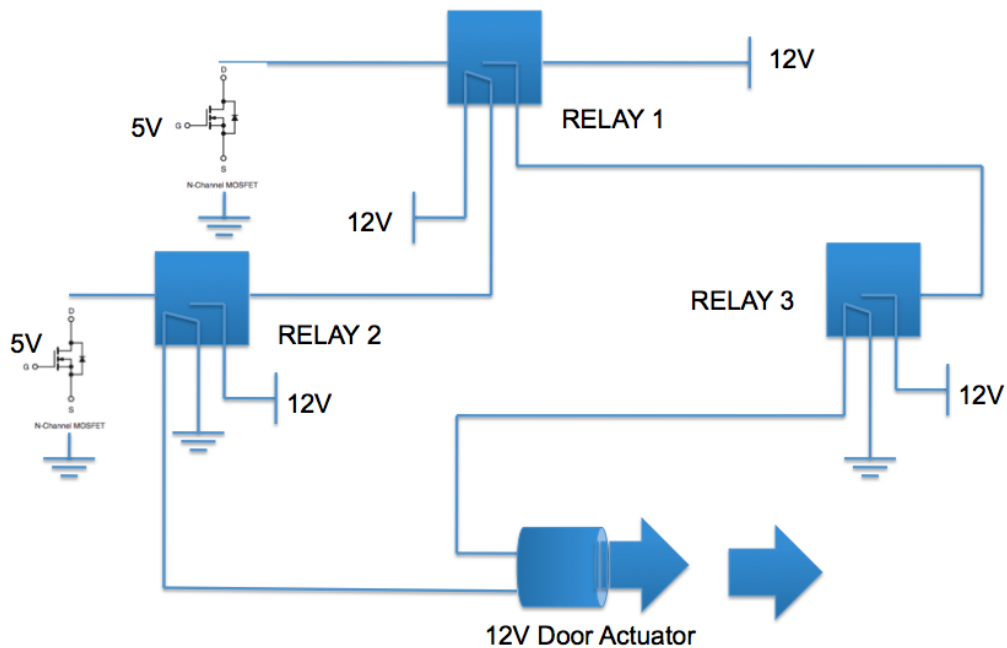 12V
RELAY 1
D
5V
G
S
N-Channel MOSFET
12V
RELAY 2
RELAY 3
D
5V
G
S
N-Channel MOSFET
12V
12V
12V Door Actuator